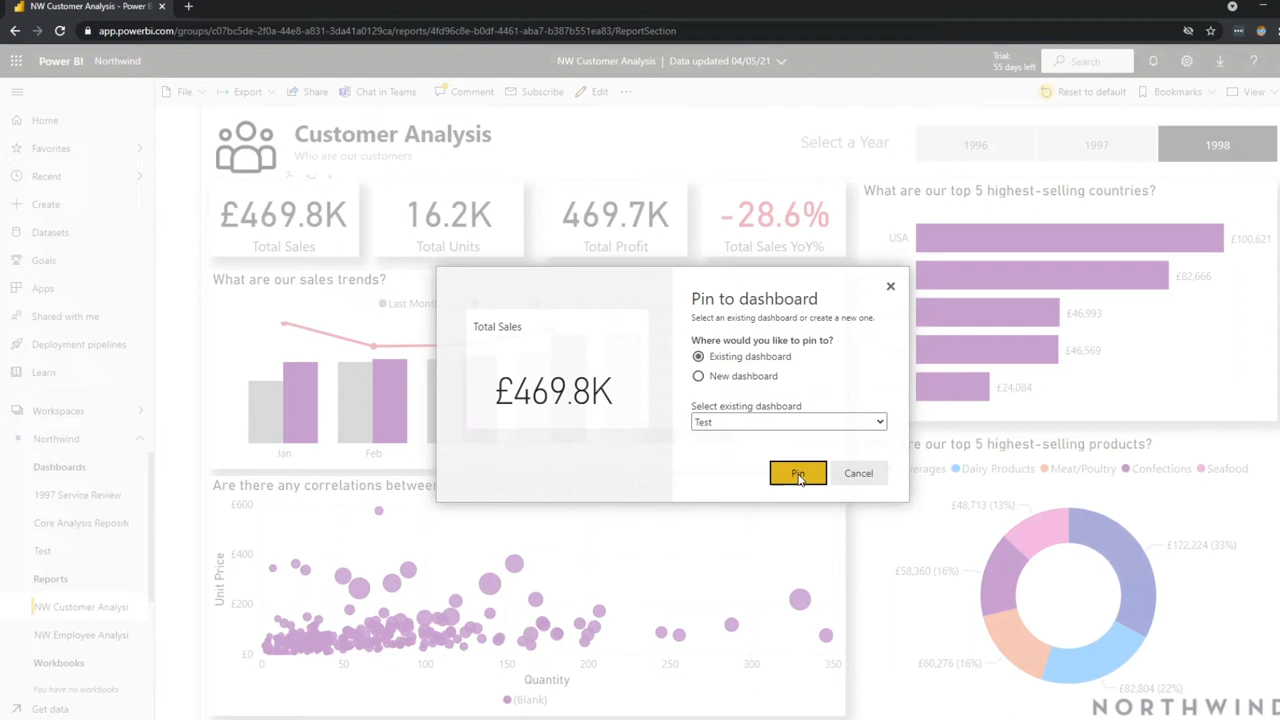 NW Customer Analysis - Power B
app.powerbi.com/groups/c07bc5de-2f0a-44e8-a831-3da41a0129ca/reports/4fd96c8e-b0df-4461-aba7-b387b551ea83/ReportSection
Power BI Northwind
NW Customer Analysis | Data updated 04/05/21
Trial:
55 days left
Search
File Export Share Chat in Teams Comment Subscribe Edit ... Reset to default Bookmarks View
Home
Favorites
Recent
Create
Datasets
Goals
Apps
Shared with me
Deployment pipelines
Learn
Workspaces
Northwind
Dashboards
1997 Service Review
Core Analysis Reposit
Test
Reports
NW Customer Analysi
NW Employee Analysi
Workbooks
You have no workbooks
Get data
Customer Analysis
Who are our customers
Select a Year
1996 1997 1998
£469.8K
Total Sales
16.2K
Total Units
469.7K
Total Profit
-28.6%
Total Sales YoY%
What are our top 5 highest-selling countries?
USA £100,621
£82,666
£46,993
£46,569
£24,084
What are our sales trends?
Last Mont
Jan Feb
Pin to dashboard
Select an existing dashboard or create a new one.
Where would you like to pin to?
Existing dashboard
New dashboard
Select existing dashboard
Test
Pin Cancel
Total Sales
£469.8K
Are there any correlations between
£600
£400
£200
£0
Unit Price
0 50 100 150 200 250 300 350
Quantity
(Blank)
are our top 5 highest-selling products?
verages Dairy Products Meat/Poultry Confections Seafood
£48,713 (13%)
£122,224 (33%)
£58,360 (16%)
£60,276 (16%)
£82,804 (22%)
NORTHWIND